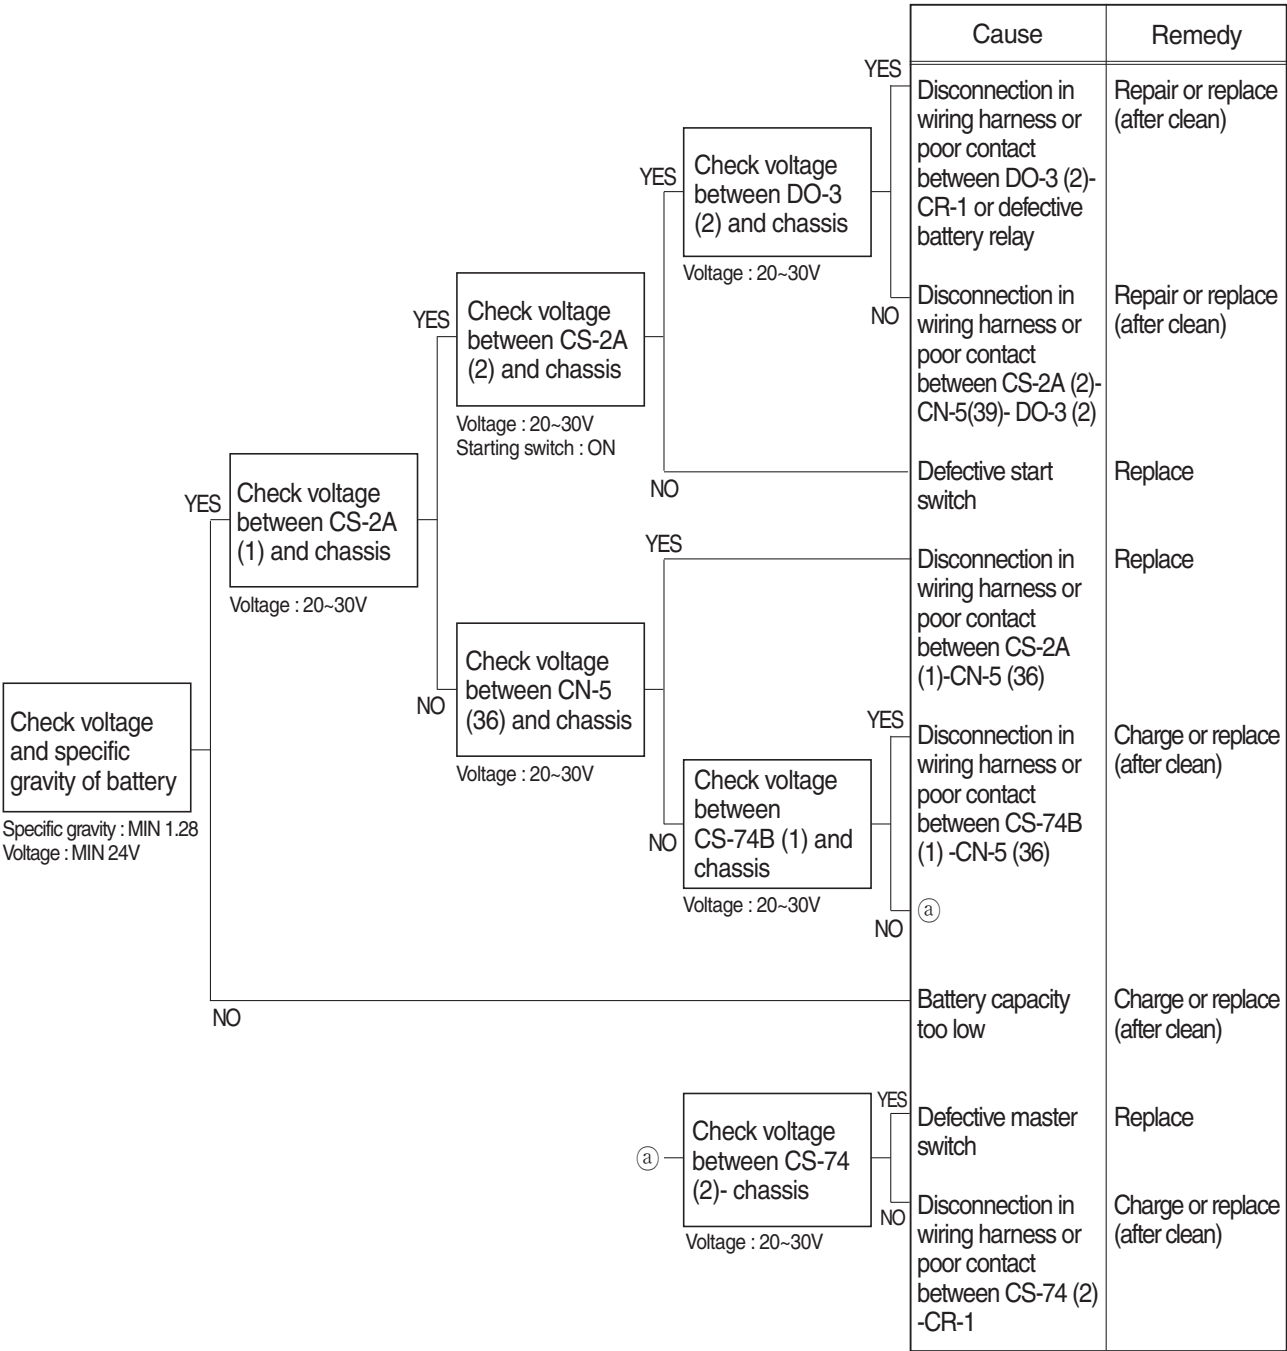 Cause
Remedy
YES
Disconnection in
wiring harness or
poor contact
between DO-3 (2)-
CR-1 or defective
battery relay
Repair or replace
(after clean)
YES
Check voltage
between DO-3
(2) and chassis
Voltage : 20~30V
NO
Disconnection in
wiring harness or
poor contact
between CS-2A (2)-
CN-5(39)- DO-3 (2)
Repair or replace
(after clean)
YES
Check voltage
between CS-2A
(2) and chassis
Voltage : 20~30V
Starting switch : ON
NO
Defective start
switch
Replace
YES
Check voltage
between CS-2A
(1) and chassis
Voltage : 20~30V
YES
Disconnection in
wiring harness or
poor contact
between CS-2A
(1)-CN-5 (36)
Replace
NO
Check voltage
between CN-5
(36) and chassis
Voltage : 20~30V
Check voltage
and specific
gravity of battery
Specific gravity : MIN 1.28
Voltage : MIN 24V
YES
Disconnection in
wiring harness or
poor contact
between CS-74B
(1) -CN-5 (36)
Charge or replace
(after clean)
NO
Check voltage
between
CS-74B (1) and
chassis
Voltage : 20~30V
NO
ⓐ
NO
Battery capacity
too low
Charge or replace
(after clean)
ⓐ
Check voltage
between CS-74
(2)- chassis
Voltage : 20~30V
YES
Defective master
switch
Replace
NO
Disconnection in
wiring harness or
poor contact
between CS-74 (2)
-CR-1
Charge or replace
(after clean)